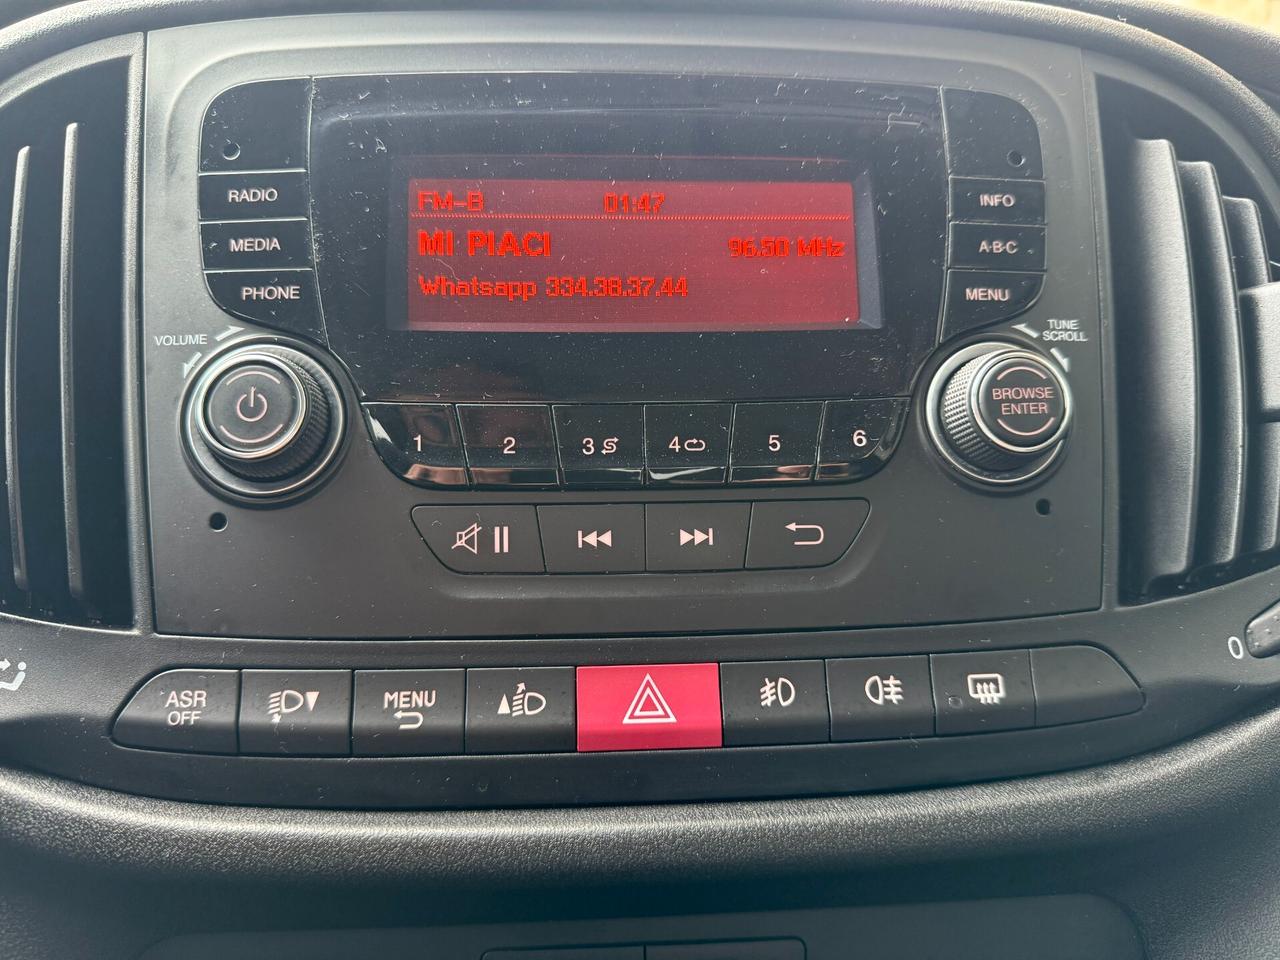 RADIO
MEDIA
PHONE
VOLUME
FM-B 01:47
MI PIACI 96.50 MHz
Whatsapp 334.38.37.44
INFO
A-B-C
MENU
TUNE
SCROLL
BROWSE
ENTER
1 2 3 4 5 6
ASR
OFF
MENU
0